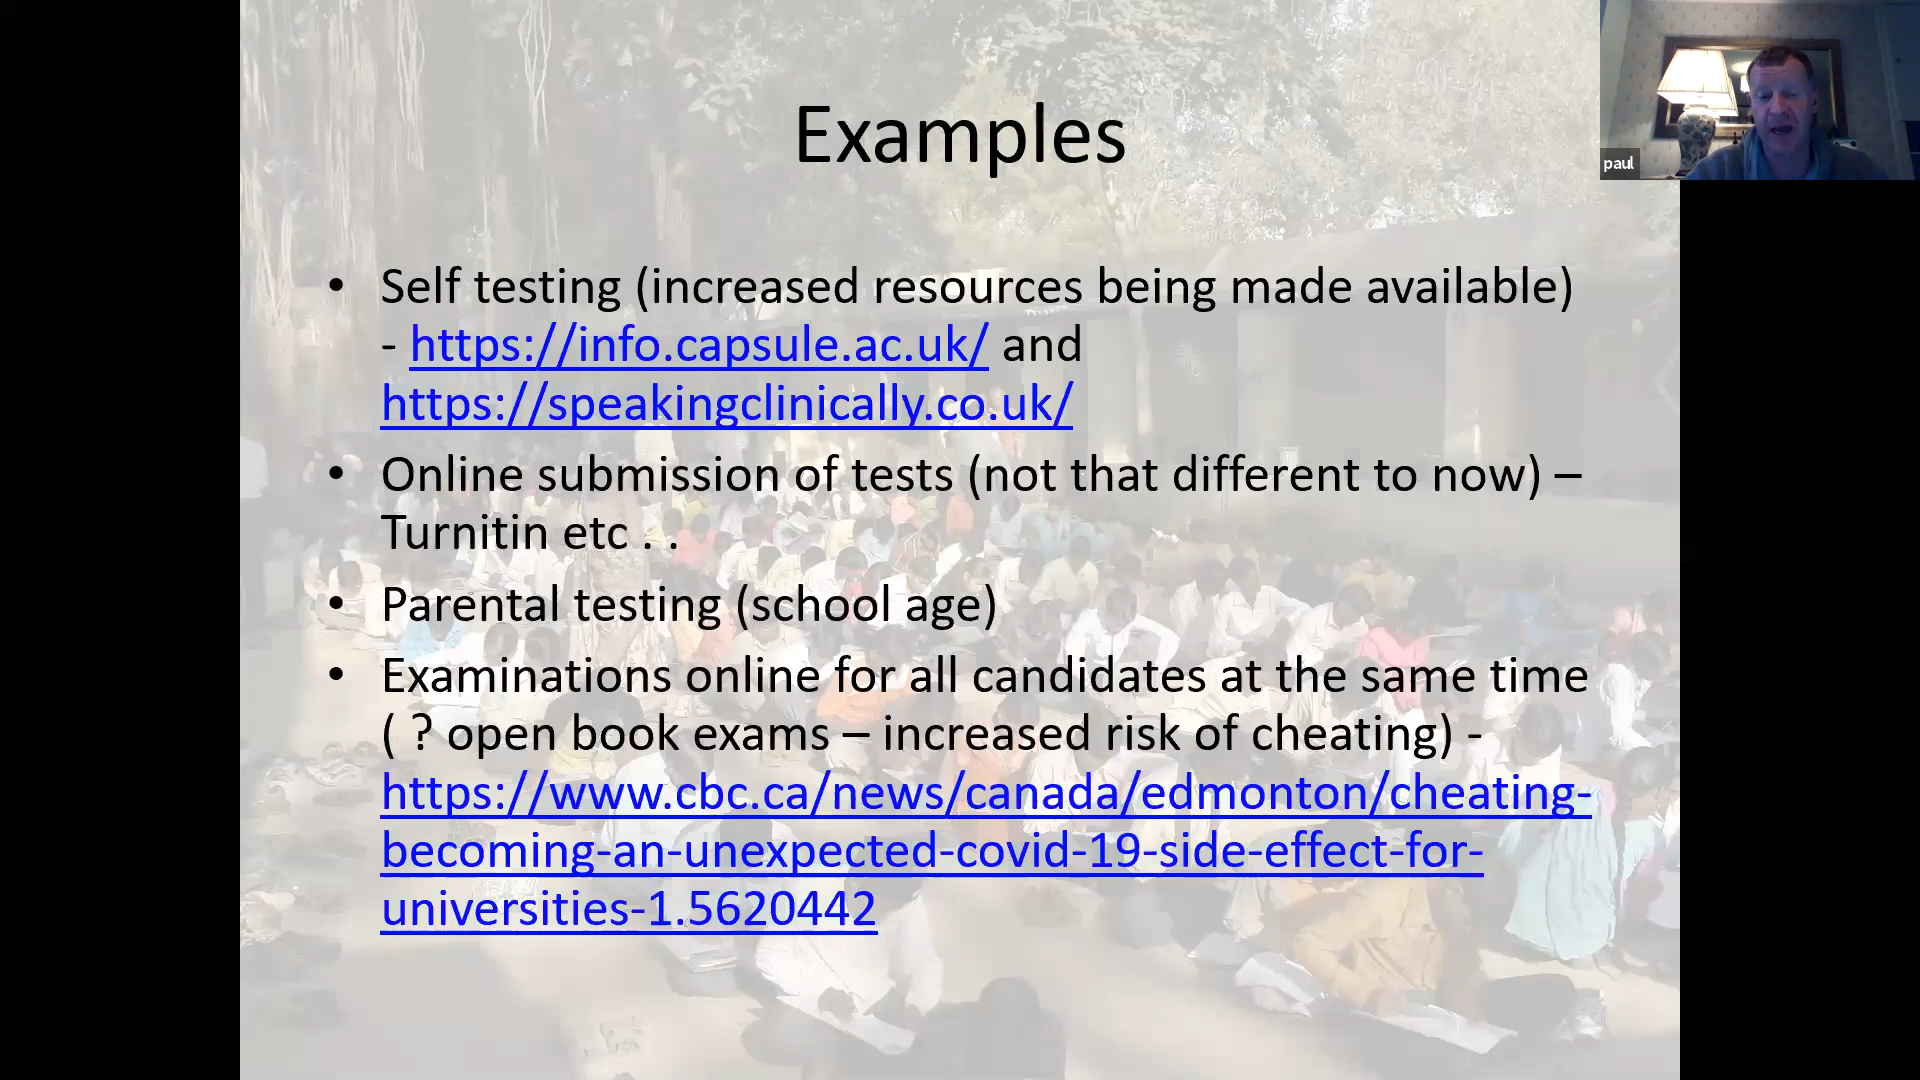 Examples
paul
• Self testing (increased resources being made available)
- https://info.capsule.ac.uk/ and
https://speakingclinically.co.uk/
• Online submission of tests (not that different to now) –
Turnitin etc . .
• Parental testing (school age)
• Examinations online for all candidates at the same time
( ? open book exams – increased risk of cheating) -
https://www.cbc.ca/news/canada/edmonton/cheating-
becoming-an-unexpected-covid-19-side-effect-for-
universities-1.5620442